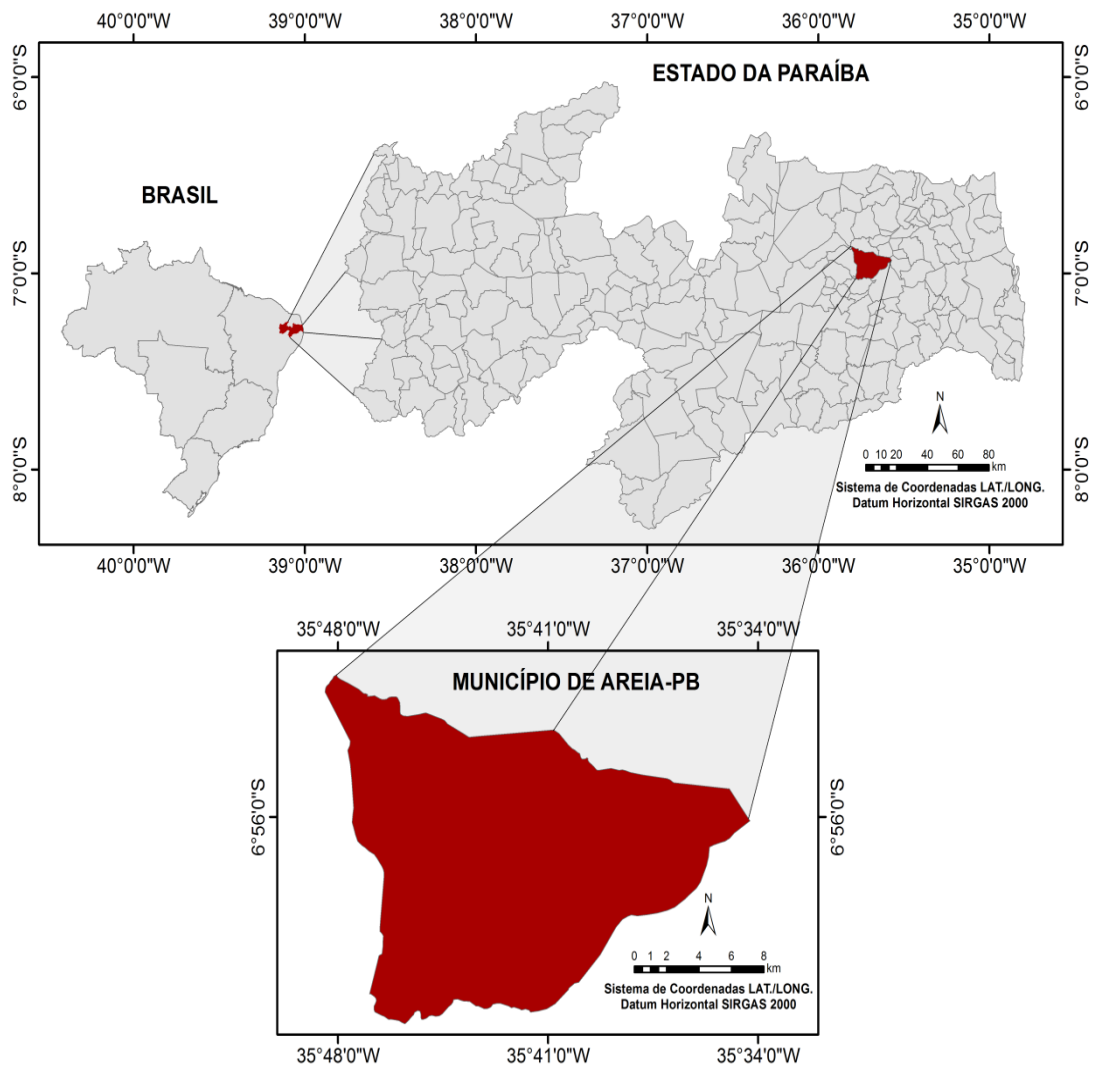 40°0'0"W 39°0'0"W 38°0'0"W 37°0'0"W 36°0'0"W 35°0'0"W
6°0'0"S 6°0'0"S
ESTADO DA PARAÍBA
BRASIL
7°0'0"S 7°0'0"S
N
0 10 20 40 60 80
km
8°0'0"S 8°0'0"S
Sistema de Coordenadas LAT./LONG.
Datum Horizontal SIRGAS 2000
40°0'0"W 39°0'0"W 38°0'0"W 37°0'0"W 36°0'0"W 35°0'0"W
35°48'0"W 35°41'0"W 35°34'0"W
MUNICÍPIO DE AREIA-PB
6°56'0"S 6°56'0"S
N
0 1 2 4 6 8
km
Sistema de Coordenadas LAT./LONG.
Datum Horizontal SIRGAS 2000
35°48'0"W 35°41'0"W 35°34'0"W